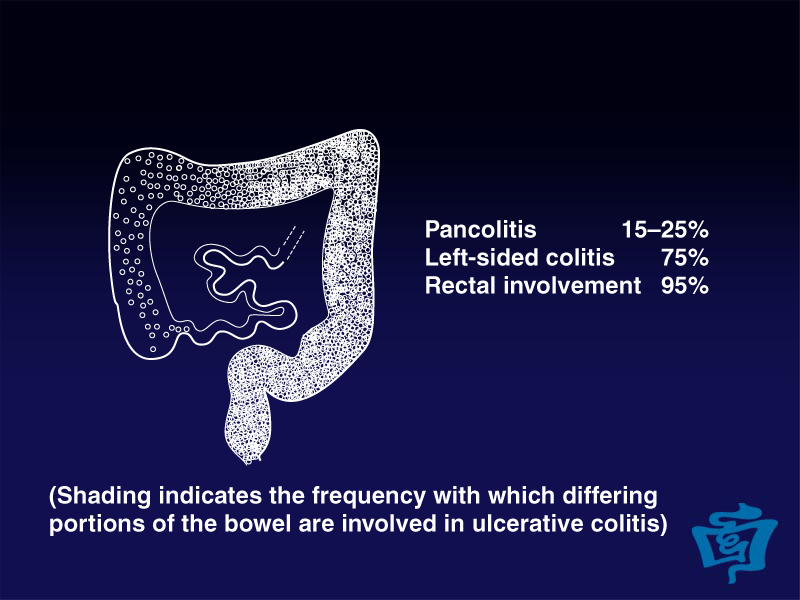 Pancolitis 15–25%
Left-sided colitis 75%
Rectal involvement 95%
(Shading indicates the frequency with which differing
portions of the bowel are involved in ulcerative colitis)